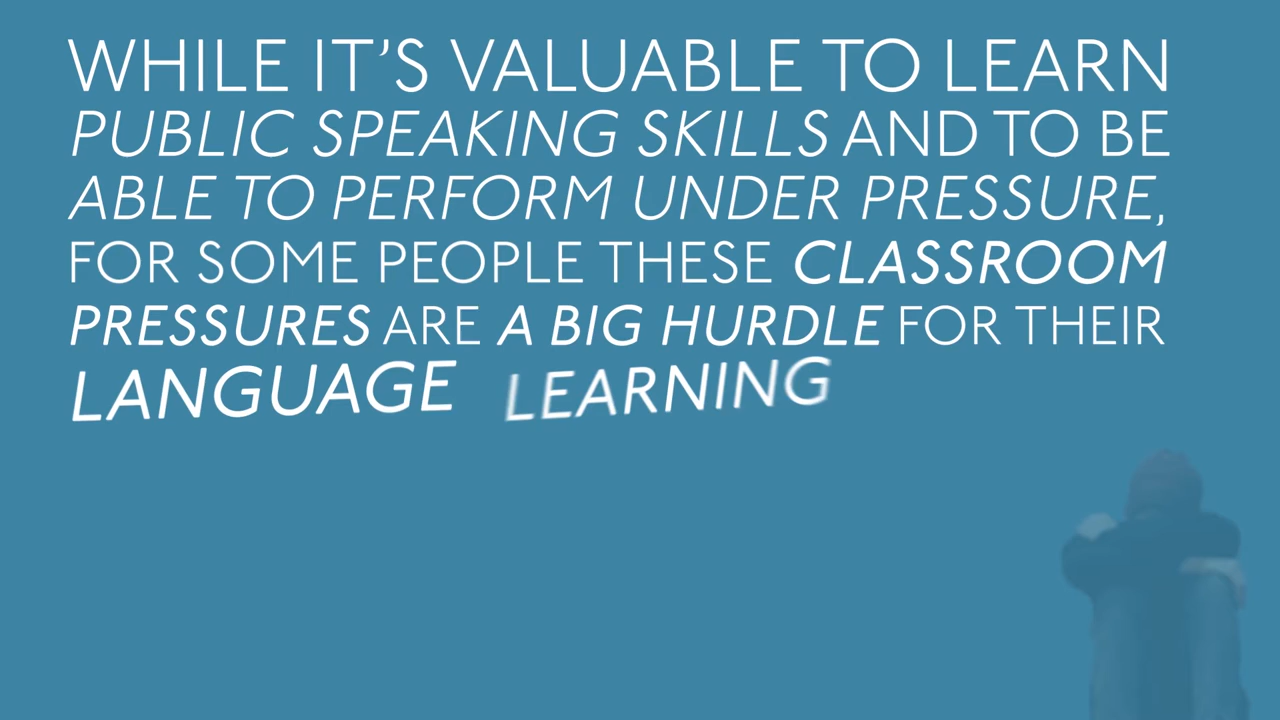 WHILE IT'S VALUABLE TO LEARN
PUBLIC SPEAKING SKILLS AND TO BE
ABLE TO PERFORM UNDER PRESSURE,
FOR SOME PEOPLE THESE CLASSROOM
PRESSURES ARE A BIG HURDLE FOR THEIR
LANGUAGE LEARNING